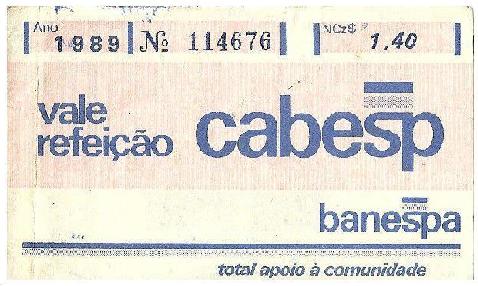 Ano 1989 Nº 114676 NCz$ 1,40
vale
refeição
cabesp
banespa
total apoio à comunidade